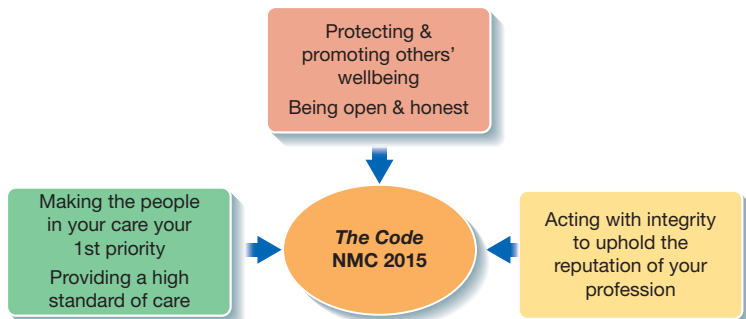 Protecting &
promoting others'
wellbeing
Being open & honest
Making the people
in your care your
1st priority
Providing a high
standard of care
The Code
NMC 2015
Acting with integrity
to uphold the
reputation of your
profession